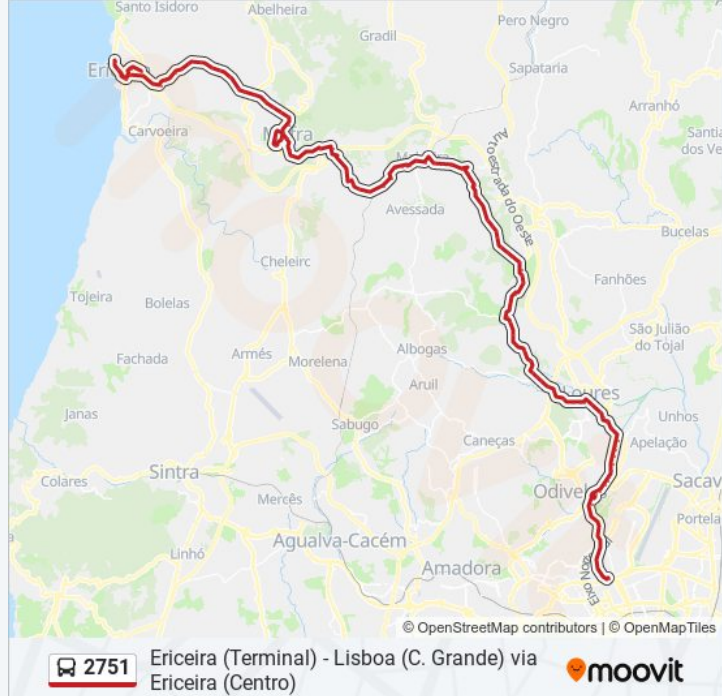 Santo Isidoro
Abelheira
Pero Negro
Gradil
Sapataria
Arranhó
Carvoeira
Autoestrada do Oeste
Avessada
Bucelas
Cheleirc
Fanhões
Tojeira
Bolelas
São Julião
do Tojal
Fachada
Armés
Morelena
Albogas
Aruil
Loures
Janas
Sabugo
Unhos
Caneças
Apelação
Sintra
Colares
Odivelas
Sacav
Mercês
Portela
Linhó
Agualva-Cacém
Amadora
Eixo No
© OpenStreetMap contributors | © OpenMapTiles
2751
Ericeira (Terminal) - Lisboa (C. Grande) via
Ericeira (Centro)
moovit